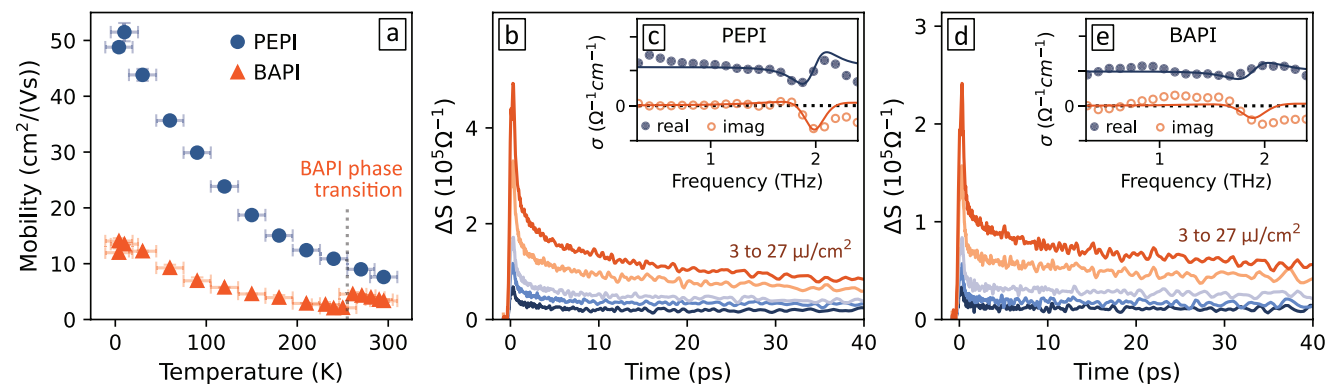 a
PEPI
BAPI
BAPI phase
transition
Mobility (cm²/(Vs))
50
40
30
20
10
0
0
100
200
300
Temperature (K)
b
ΔS (10⁵Ω⁻¹)
4
2
0
0
10
20
30
40
Time (ps)
3 to 27 μJ/cm²
c
PEPI
σ (Ω⁻¹cm⁻¹)
0
real
imag
1
2
Frequency (THz)
d
ΔS (10⁵Ω⁻¹)
3
2
1
0
0
10
20
30
40
Time (ps)
3 to 27 μJ/cm²
e
BAPI
σ (Ω⁻¹cm⁻¹)
0
real
imag
1
2
Frequency (THz)